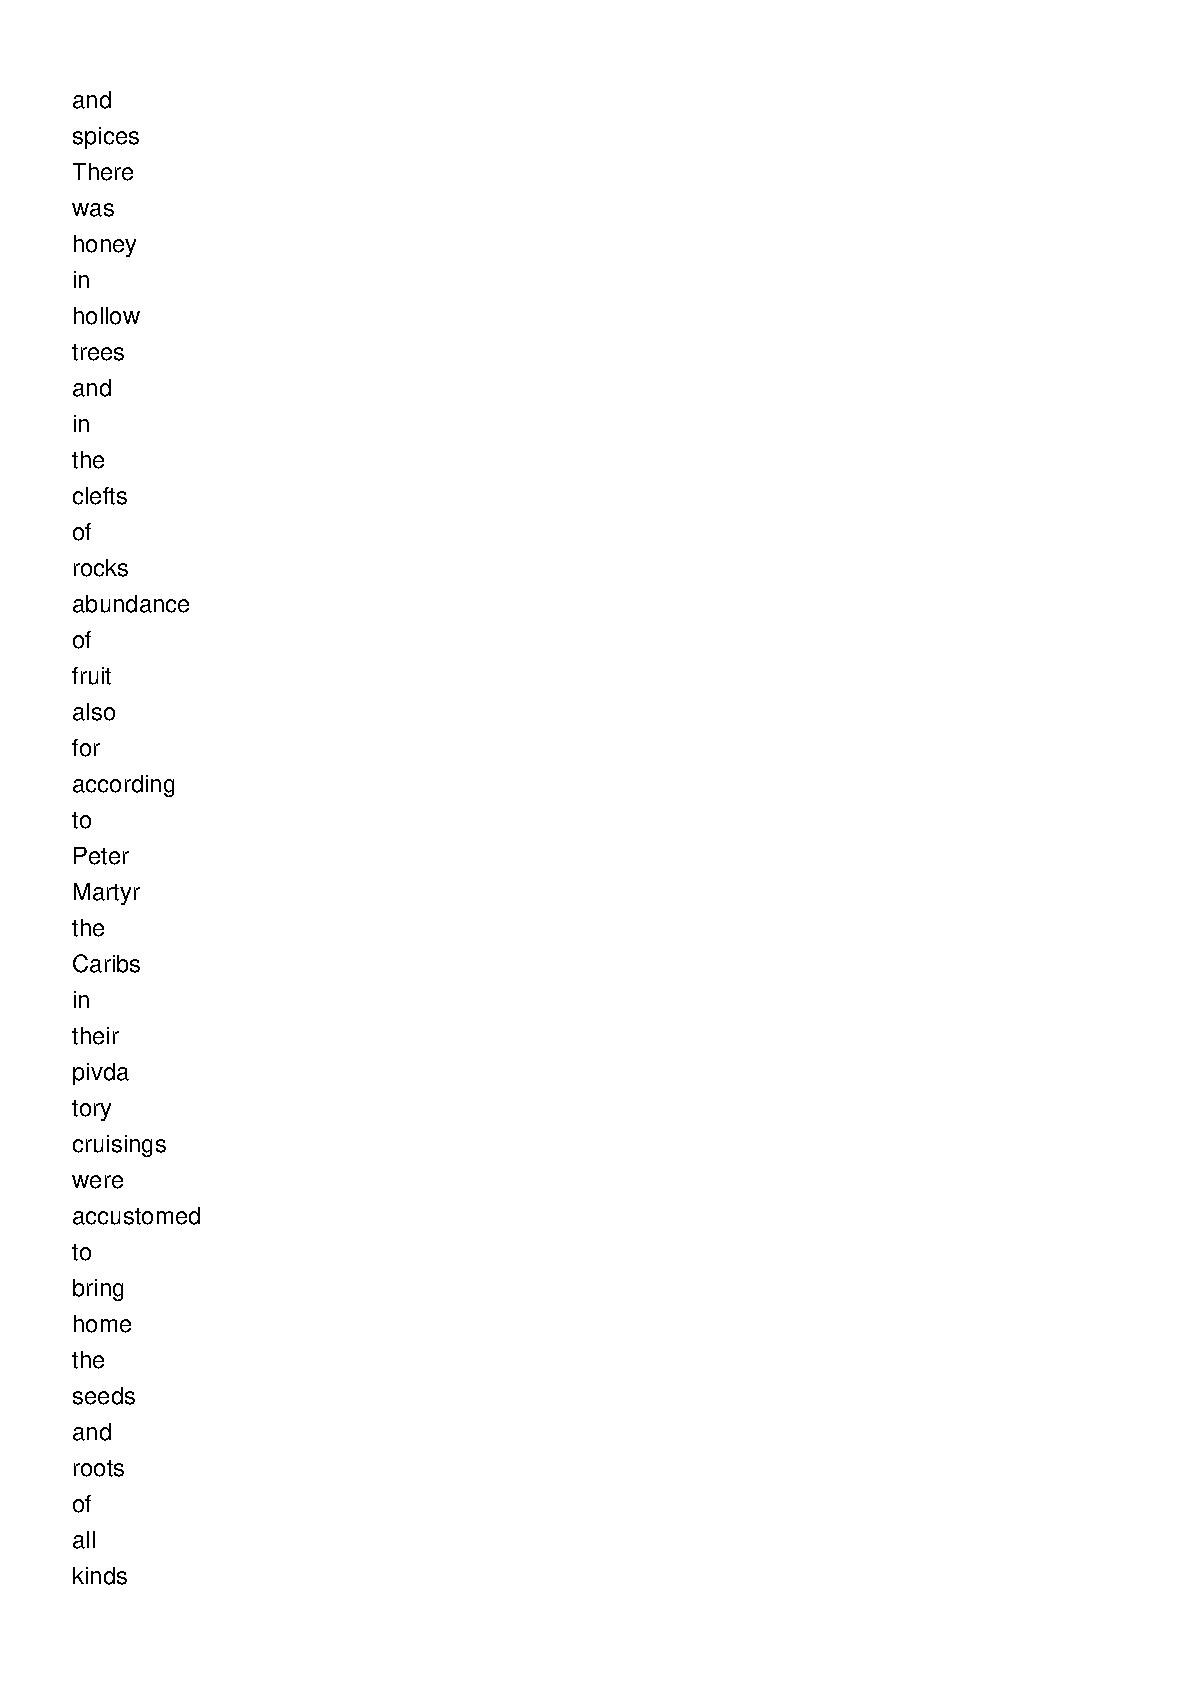 and
spices
There
was
honey
in
hollow
trees
and
in
the
clefts
of
rocks
abundance
of
fruit
also
for
according
to
Peter
Martyr
the
Caribs
in
their
pivda
tory
cruisings
were
accustomed
to
bring
home
the
seeds
and
roots
of
all
kinds